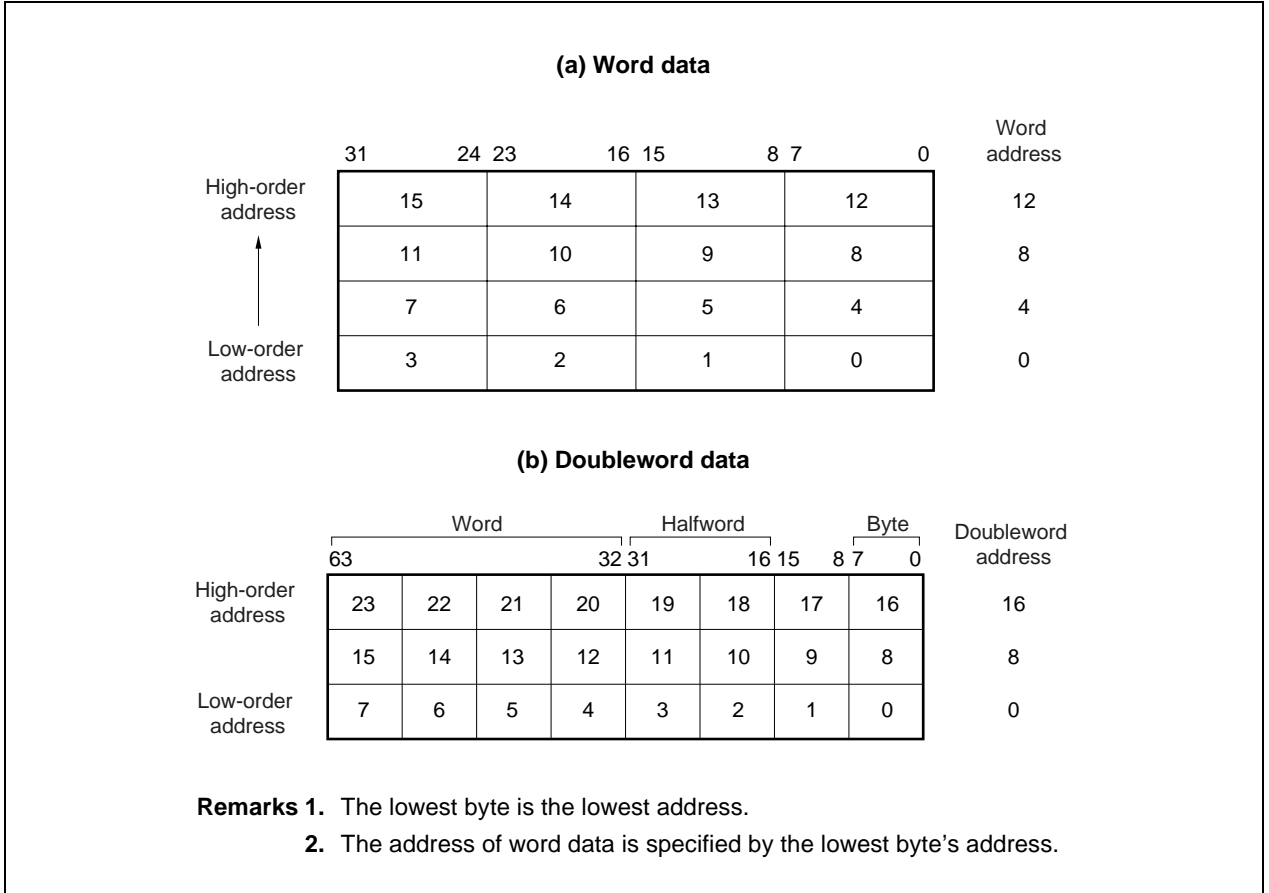 (a) Word data
Word
address
31 24 23 16 15 8 7 0
High-order
address
15 14 13 12 12
11 10 9 8 8
7 6 5 4 4
Low-order
address
3 2 1 0 0
(b) Doubleword data
Word Halfword Byte
Doubleword
address
63 32 31 16 15 8 7 0
High-order
address
23 22 21 20 19 18 17 16 16
15 14 13 12 11 10 9 8 8
Low-order
address
7 6 5 4 3 2 1 0 0
Remarks 1. The lowest byte is the lowest address.
2. The address of word data is specified by the lowest byte's address.